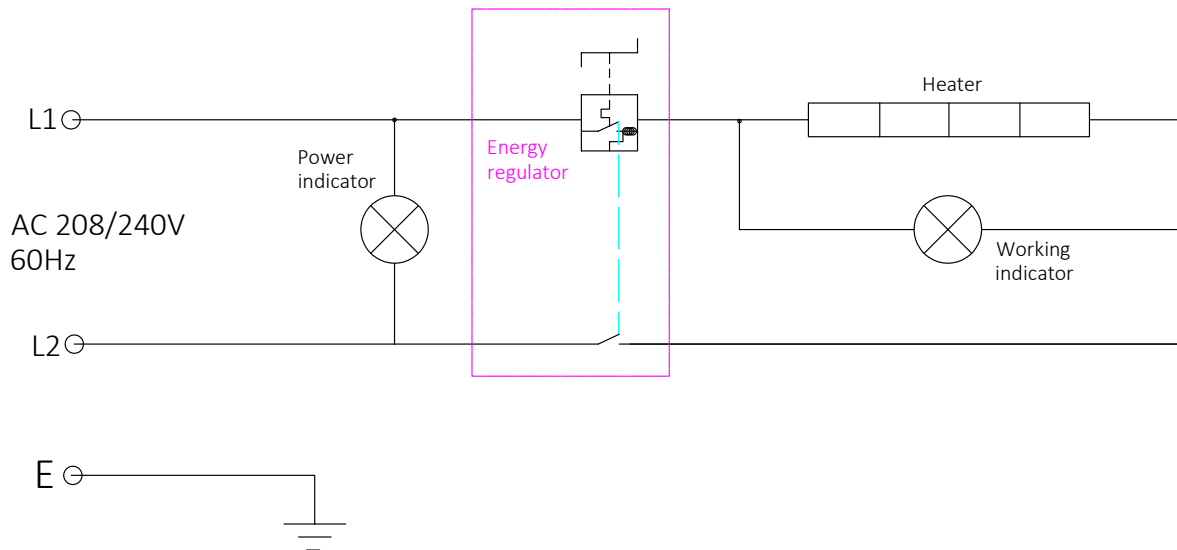 Heater
L1
Energy
regulator
Power
indicator
AC 208/240V
60Hz
Working
indicator
L2
E